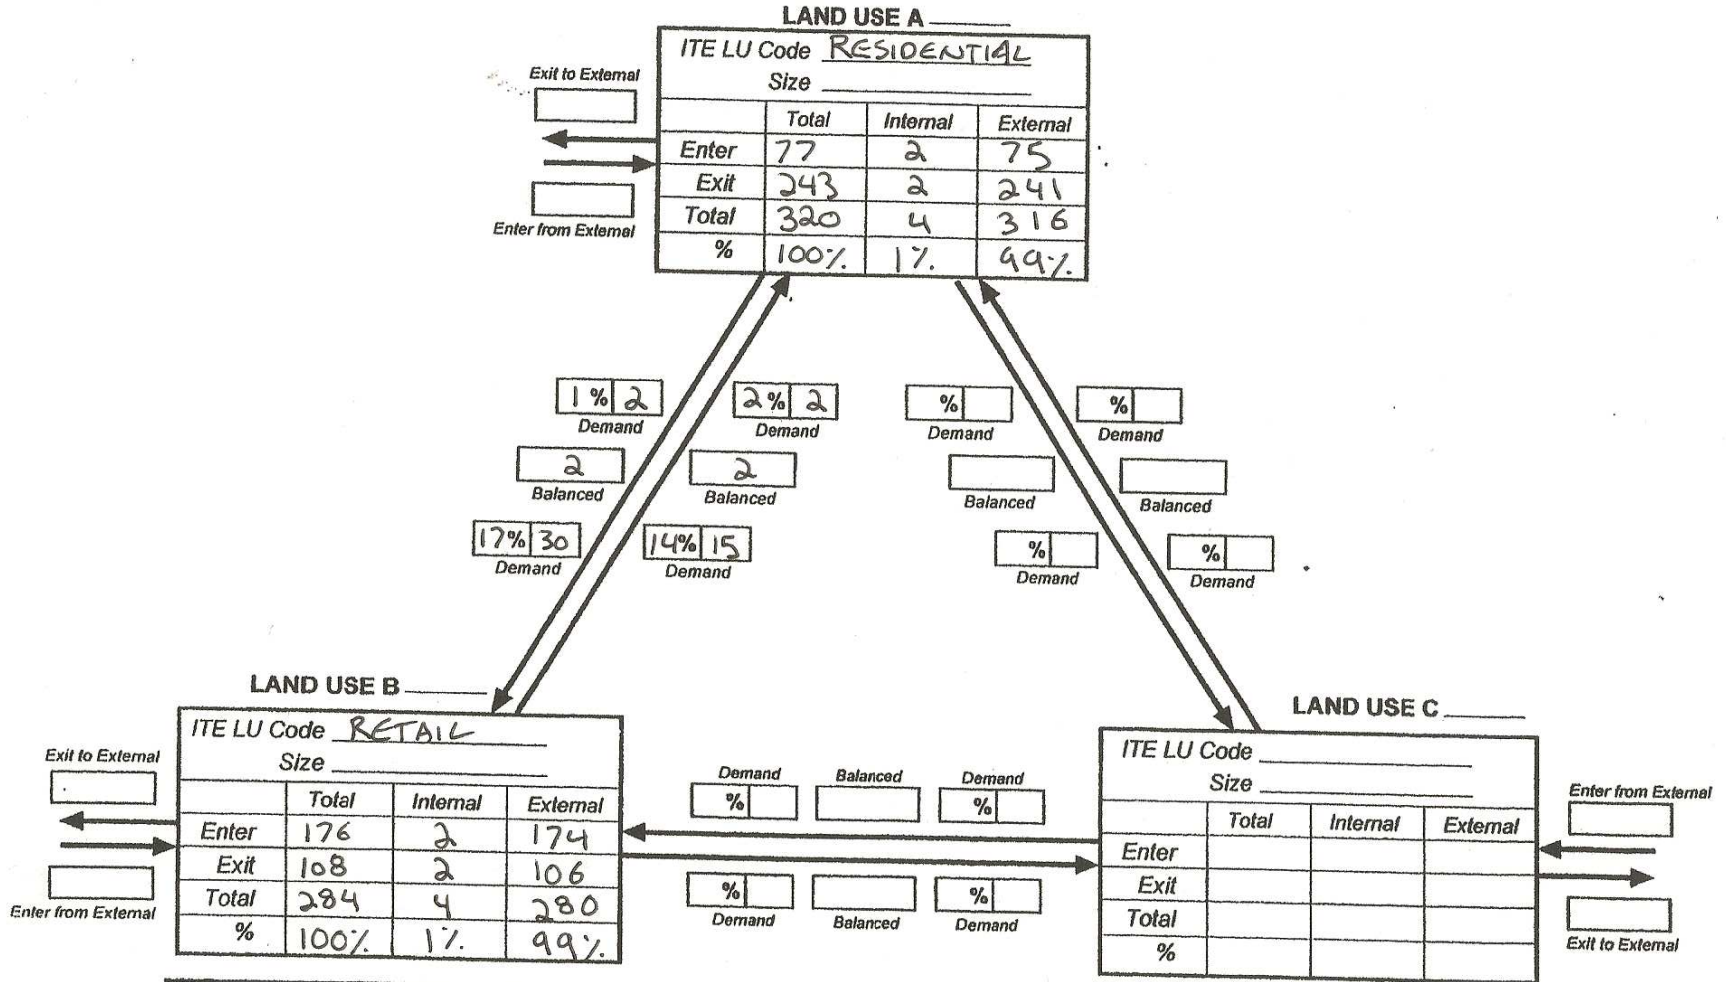 LAND USE A
ITE LU Code RESIDENTIAL
Size
Total Internal External
Enter 77 2 75
Exit 243 2 241
Total 320 4 316
% 100% 1% 99%
Exit to External
Enter from External
1 % 2
Demand
2
Balanced
17% 30
Demand
2% 2
Demand
2
Balanced
14% 15
Demand
%
Demand
Balanced
%
Demand
%
Demand
Balanced
%
Demand
LAND USE B
ITE LU Code RETAIL
Size
Total Internal External
Enter 176 2 174
Exit 108 2 106
Total 284 4 280
% 100% 1% 99%
Exit to External
Enter from External
Demand Balanced Demand
% %
% %
Demand Balanced Demand
LAND USE C
ITE LU Code
Size
Total Internal External
Enter
Exit
Total
%
Enter from External
Exit to External